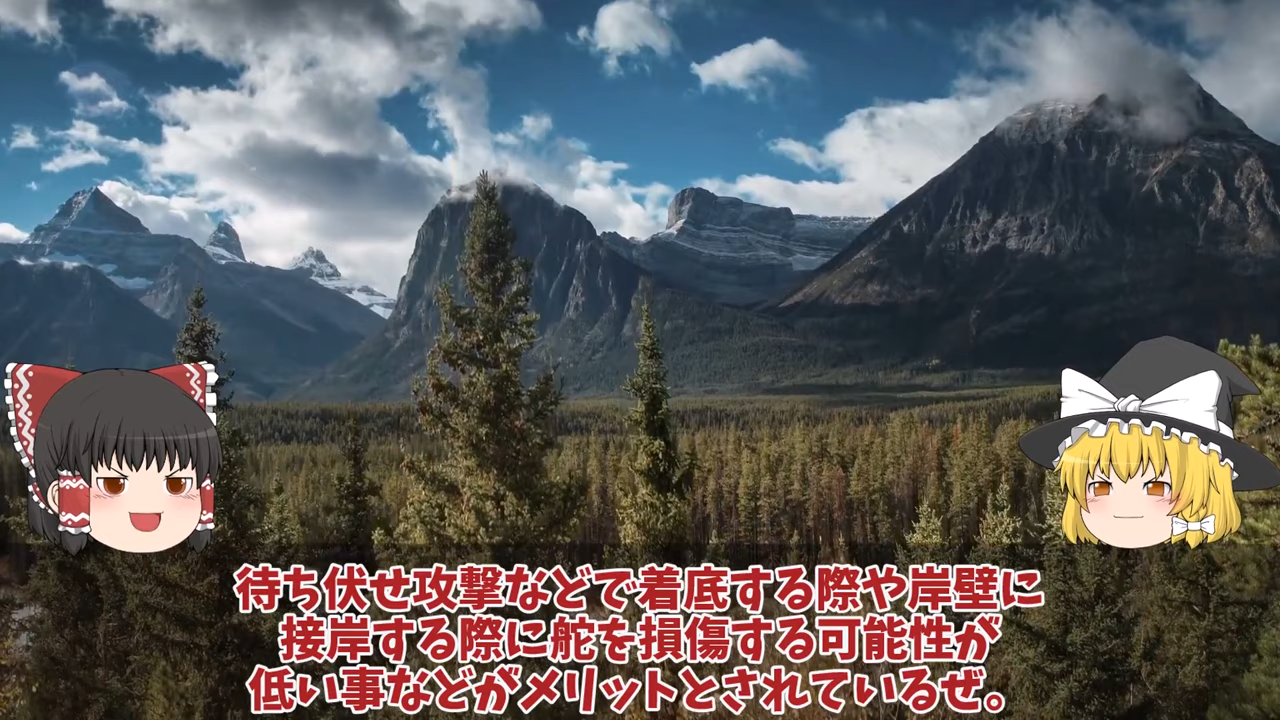 待ち伏せ攻撃などで着底する際や岸壁に
接岸する際に舵を損傷する可能性が
低い事などがメリットとされているぜ。